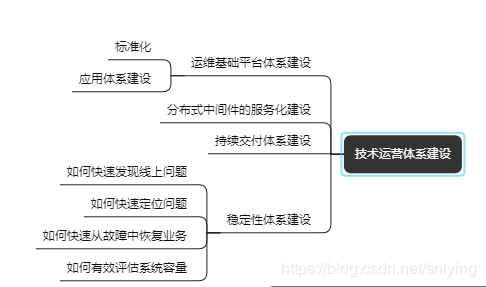 标准化
运维基础平台体系建设
应用体系建设
分布式中间件的服务化建设
持续交付体系建设
技术运营体系建设
如何快速发现线上问题
如何快速定位问题
稳定性体系建设
如何快速从故障中恢复业务
如何有效评估系统容量
https://blog.csdn.net/snlying